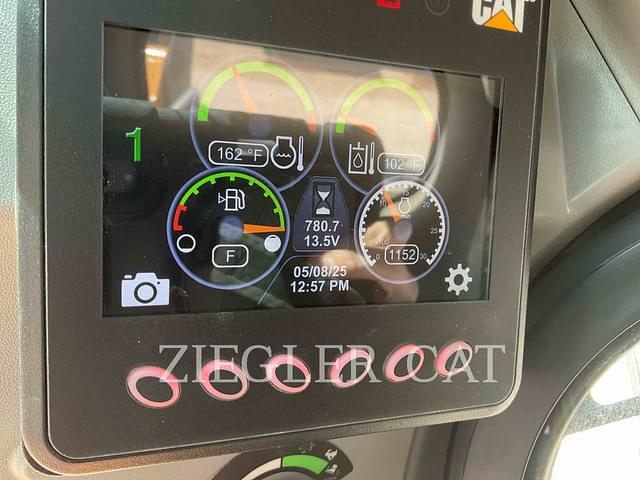 CAT
1
162 °F
102 °F
780.7
13.5V
F
1152
05/08/25
12:57 PM
ZIEGLER CAT